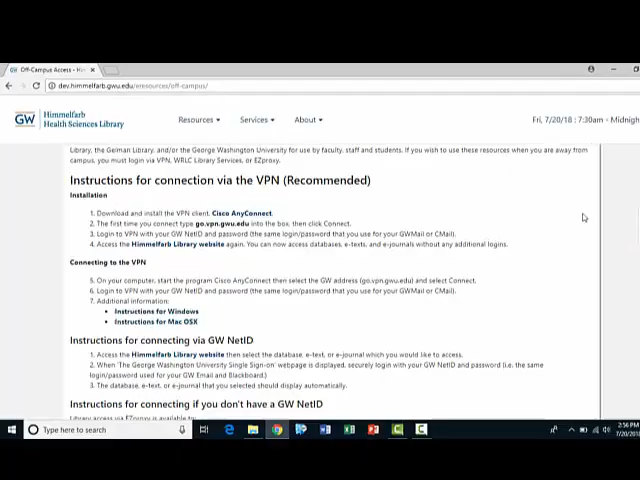 Off-Campus Access - Him
dev.himmelfarb.gwu.edu/eresources/off-campus/
GW Himmelfarb
Health Sciences Library
Resources Services About
Fri, 7/20/18 : 7:30am - Midnigh
Library, the Gelman Library, and/or the George Washington University for use by faculty, staff and students. If you wish to use these resources when you are away from
campus, you must login via VPN, WRLC Library Services, or EZproxy.
Instructions for connection via the VPN (Recommended)
Installation
1. Download and install the VPN client, Cisco AnyConnect.
2. The first time you connect type go.vpn.gwu.edu into the box, then click Connect.
3. Login to VPN with your GW NetID and password (the same login/password that you use for your GWMail or CMail).
4. Access the Himmelfarb Library website again. You can now access databases, e-texts, and e-journals without any additional logins.
Connecting to the VPN
5. On your computer, start the program Cisco AnyConnect then select the GW address (go.vpn.gwu.edu) and select Connect.
6. Login to VPN with your GW NetID and password (the same login/password that you use for your GWMail or CMail).
7. Additional information:
• Instructions for Windows
• Instructions for Mac OSX
Instructions for connecting via GW NetID
1. Access the Himmelfarb Library website then select the database, e-text, or e-journal which you would like to access.
2. When 'The George Washington University Single Sign-on' webpage is displayed, securely login with your GW NetID and password (i.e. the same
login/password used for your GW Email and Blackboard.)
3. The database, e-text, or e-journal that you selected should display automatically.
Instructions for connecting if you don't have a GW NetID
Library access via EZproxy is available to:
Type here to search
2:56 PM
7/20/201